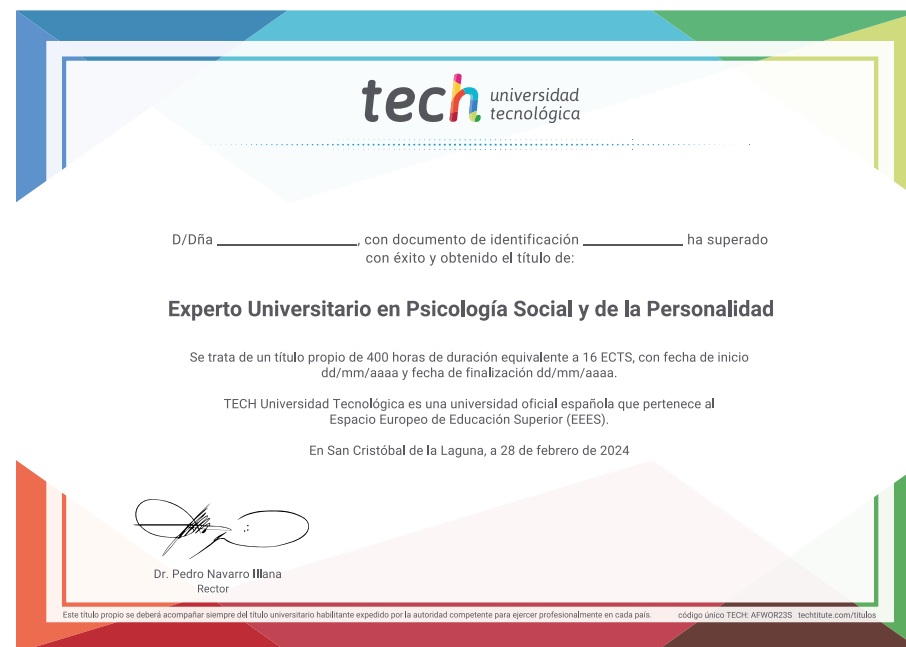 tech universidad
tecnológica
D/Dña ____________, con documento de identificación ____________ ha superado
con éxito y obtenido el título de:
Experto Universitario en Psicología Social y de la Personalidad
Se trata de un título propio de 400 horas de duración equivalente a 16 ECTS, con fecha de inicio
dd/mm/aaaa y fecha de finalización dd/mm/aaaa.
TECH Universidad Tecnológica es una universidad oficial española que pertenece al
Espacio Europeo de Educación Superior (EEES).
En San Cristóbal de la Laguna, a 28 de febrero de 2024
Dr. Pedro Navarro Illana
Rector
Este título propio se deberá acompañar siempre del título universitario habilitante expedido por la autoridad competente para ejercer profesionalmente en cada país. código único TECH: AFWOR23S techtitute.com/titulos